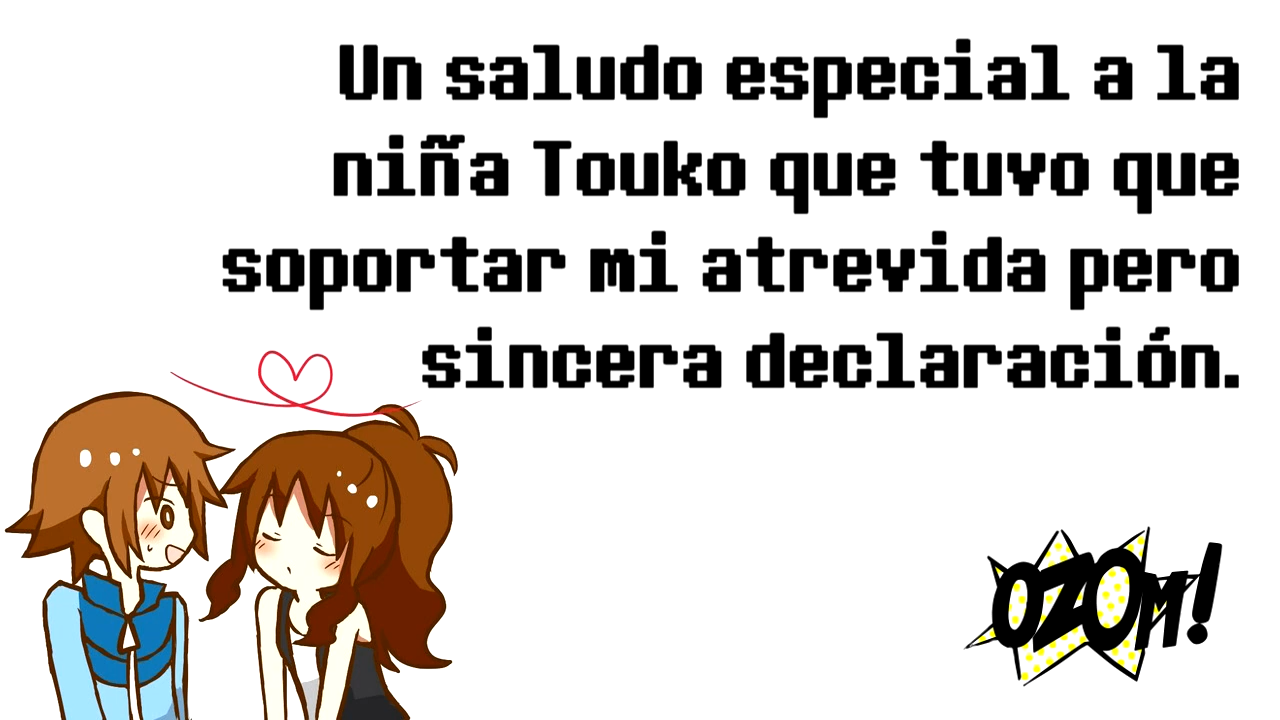 Un saludo especial a la
niña Touko que tuvo que
soportar mi atrevida pero
sincera declaración.
OZOM!